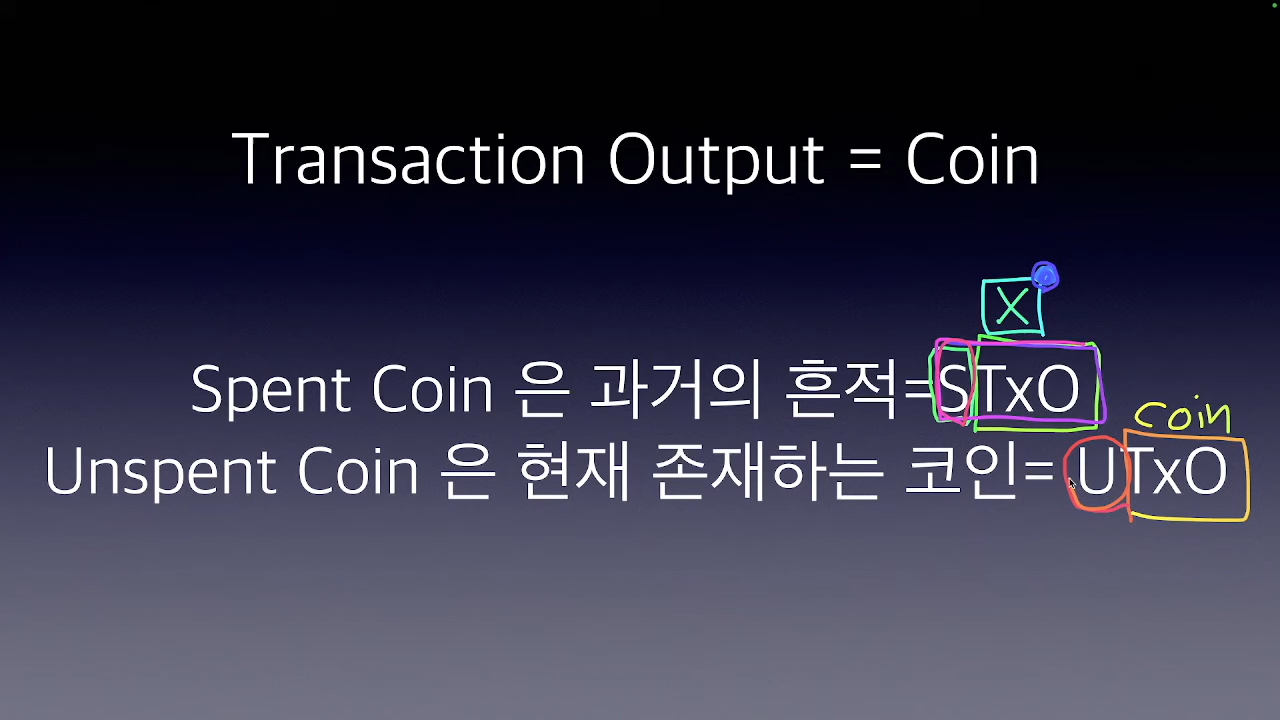 Transaction Output = Coin
X
Spent Coin 은 과거의 흔적=STxO
coin
Unspent Coin 은 현재 존재하는 코인= UTxO